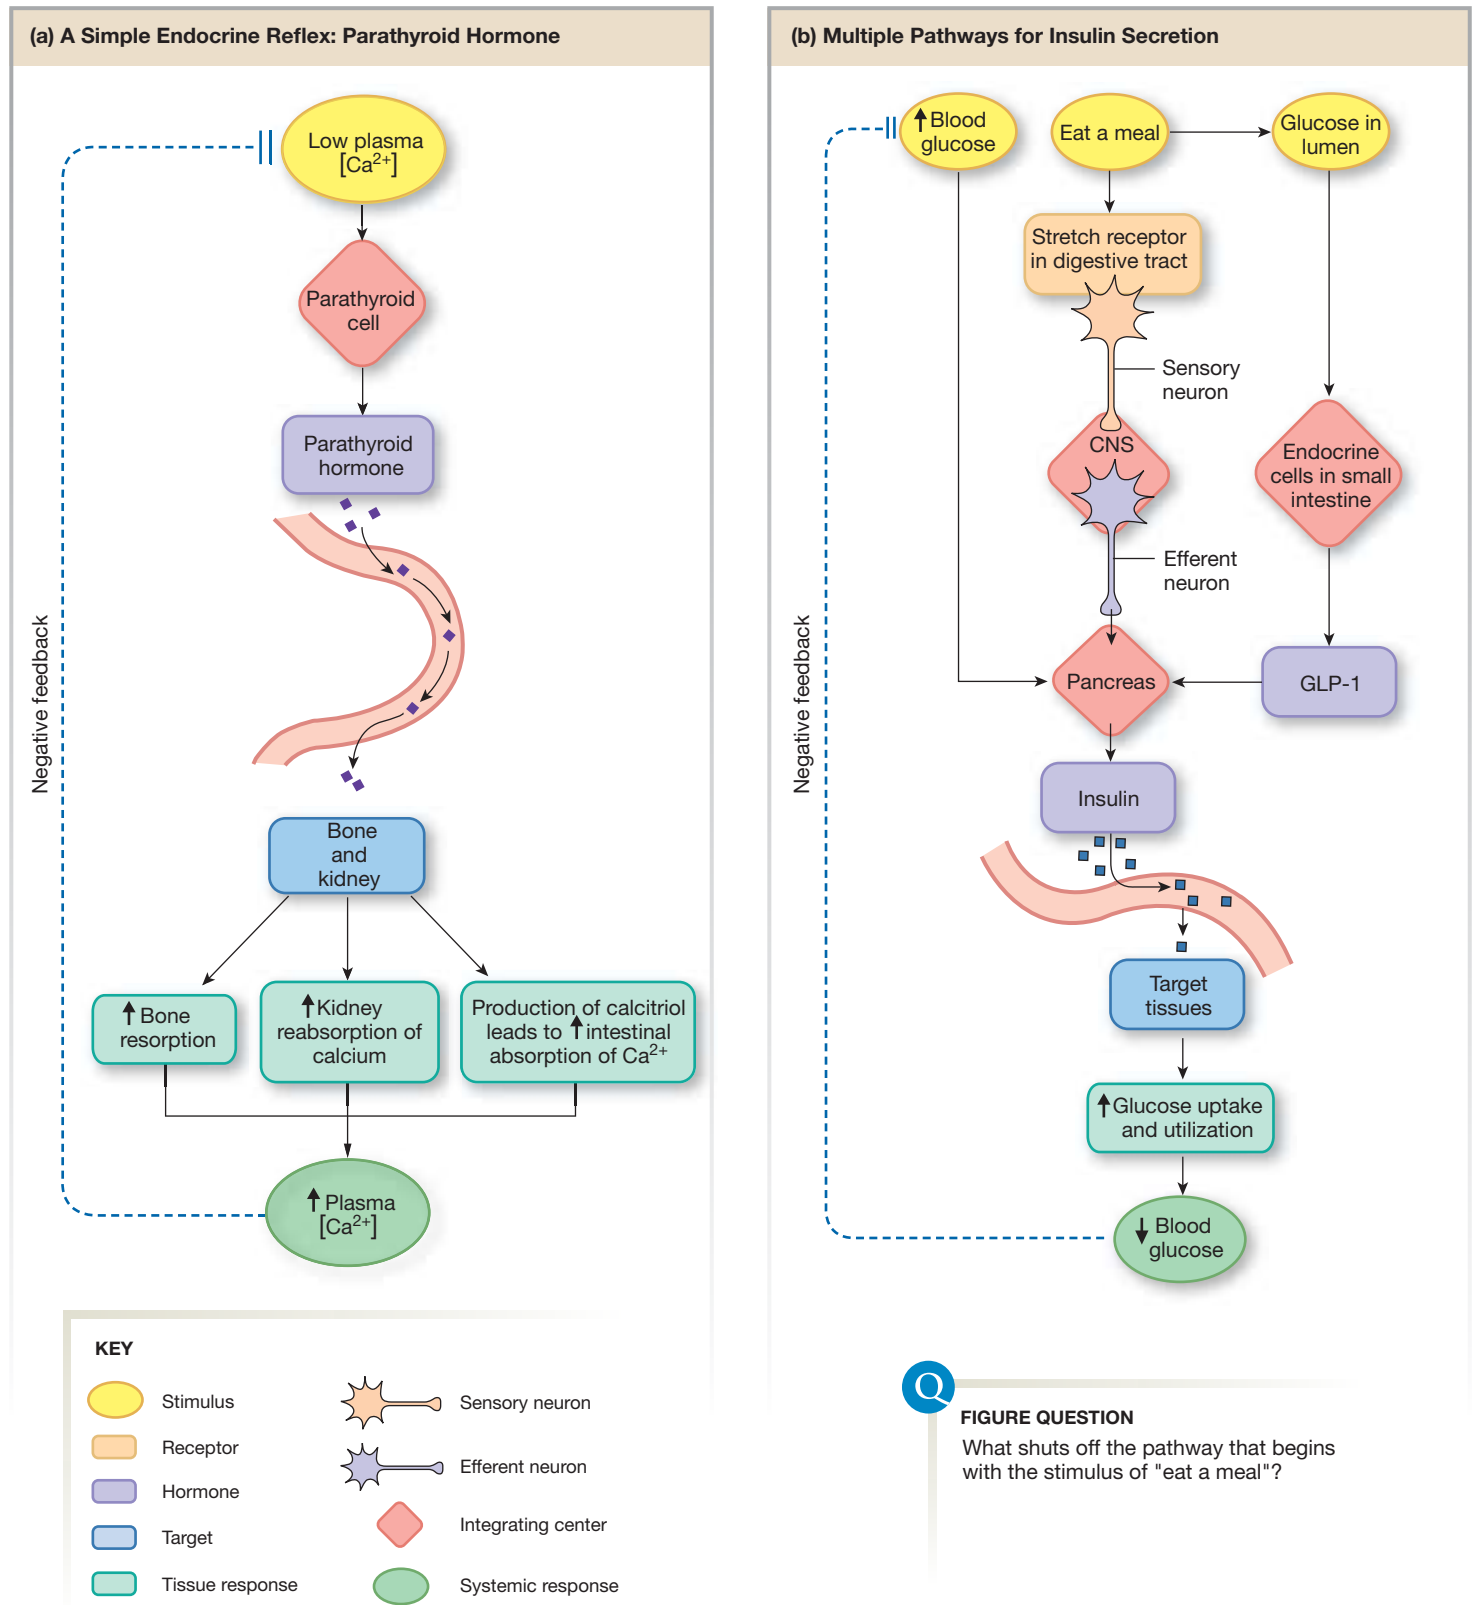 (a) A Simple Endocrine Reflex: Parathyroid Hormone
Low plasma
[Ca²⁺]
Parathyroid
cell
Parathyroid
hormone
Negative feedback
Bone
and
kidney
↑ Bone
resorption
↑ Kidney
reabsorption of
calcium
Production of calcitriol
leads to ↑ intestinal
absorption of Ca²⁺
↑ Plasma
[Ca²⁺]
KEY
Stimulus
Receptor
Hormone
Target
Tissue response
Sensory neuron
Efferent neuron
Integrating center
Systemic response
(b) Multiple Pathways for Insulin Secretion
↑ Blood
glucose
Eat a meal
Glucose in
lumen
Stretch receptor
in digestive tract
Sensory
neuron
CNS
Endocrine
cells in small
intestine
Efferent
neuron
Negative feedback
Pancreas
GLP-1
Insulin
Target
tissues
↑ Glucose uptake
and utilization
↓ Blood
glucose
Q
FIGURE QUESTION
What shuts off the pathway that begins
with the stimulus of "eat a meal"?